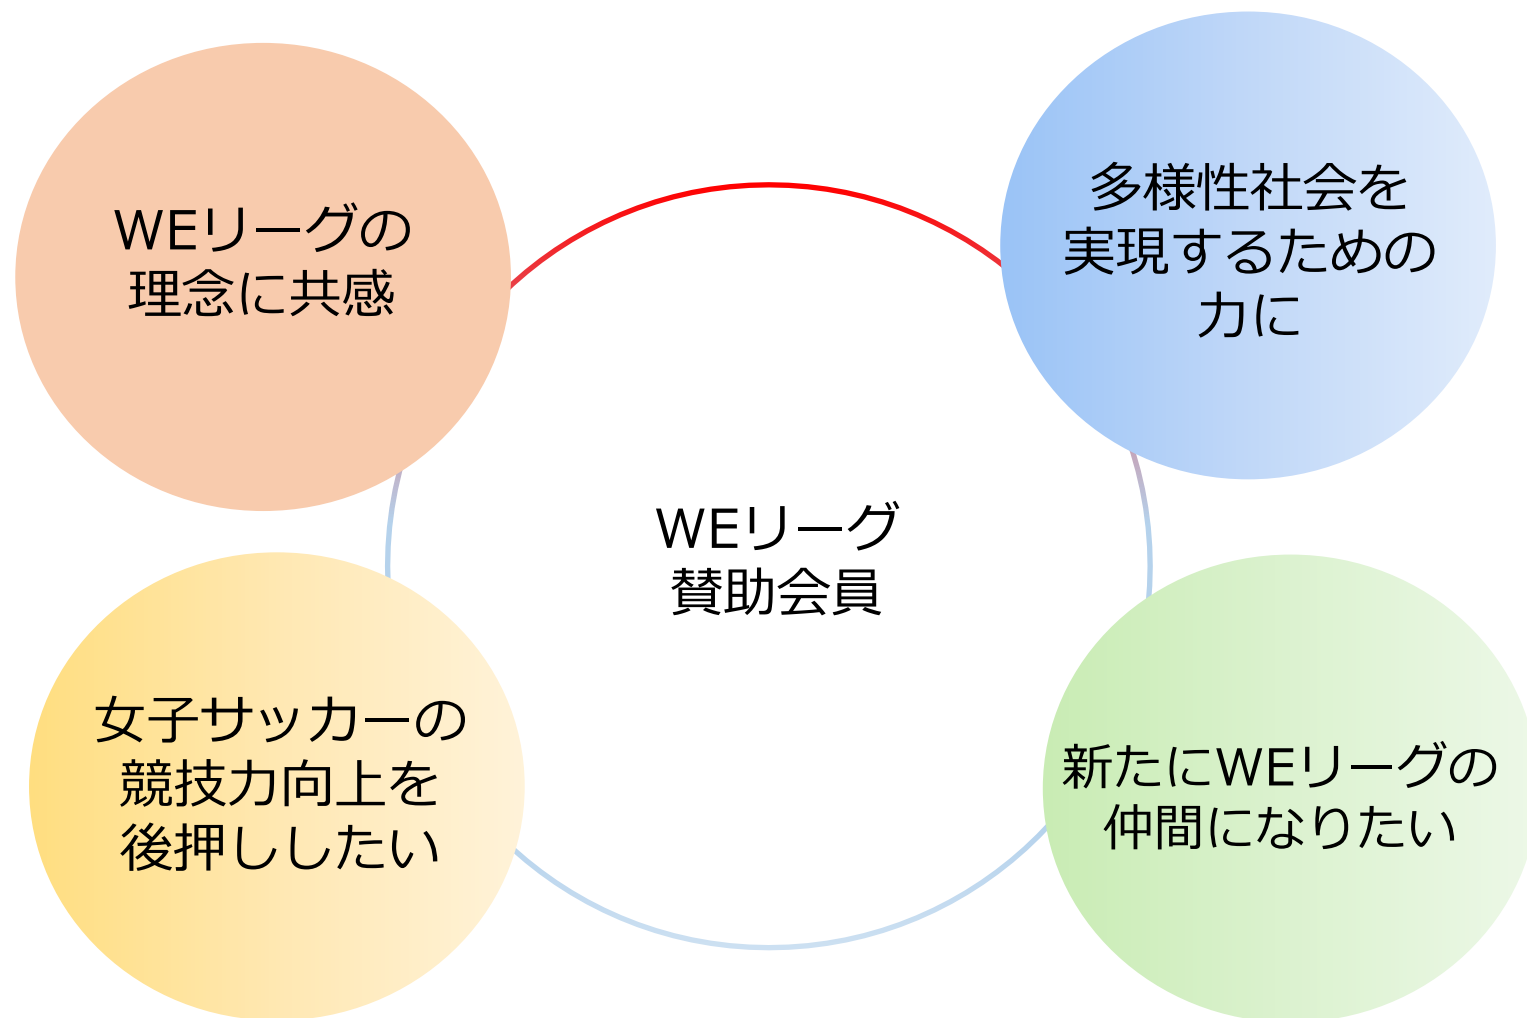 WEリーグの
理念に共感
多様性社会を
実現するための
力に
WEリーグ
賛助会員
女子サッカーの
競技力向上を
後押ししたい
新たにWEリーグの
仲間になりたい